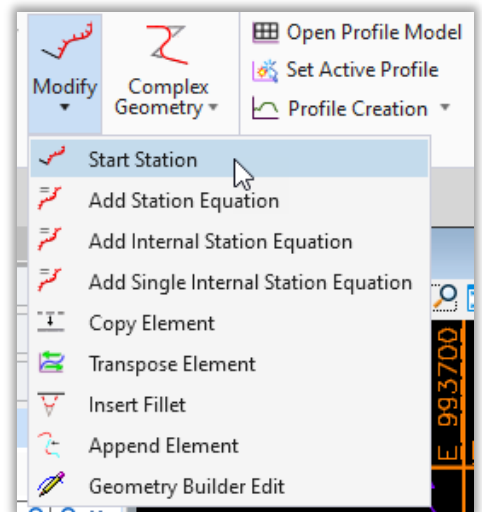 Open Profile Model
Set Active Profile
Modify
Complex
Geometry
Profile Creation
Start Station
Add Station Equation
Add Internal Station Equation
Add Single Internal Station Equation
Copy Element
Transpose Element
Insert Fillet
Append Element
Geometry Builder Edit
E 993700